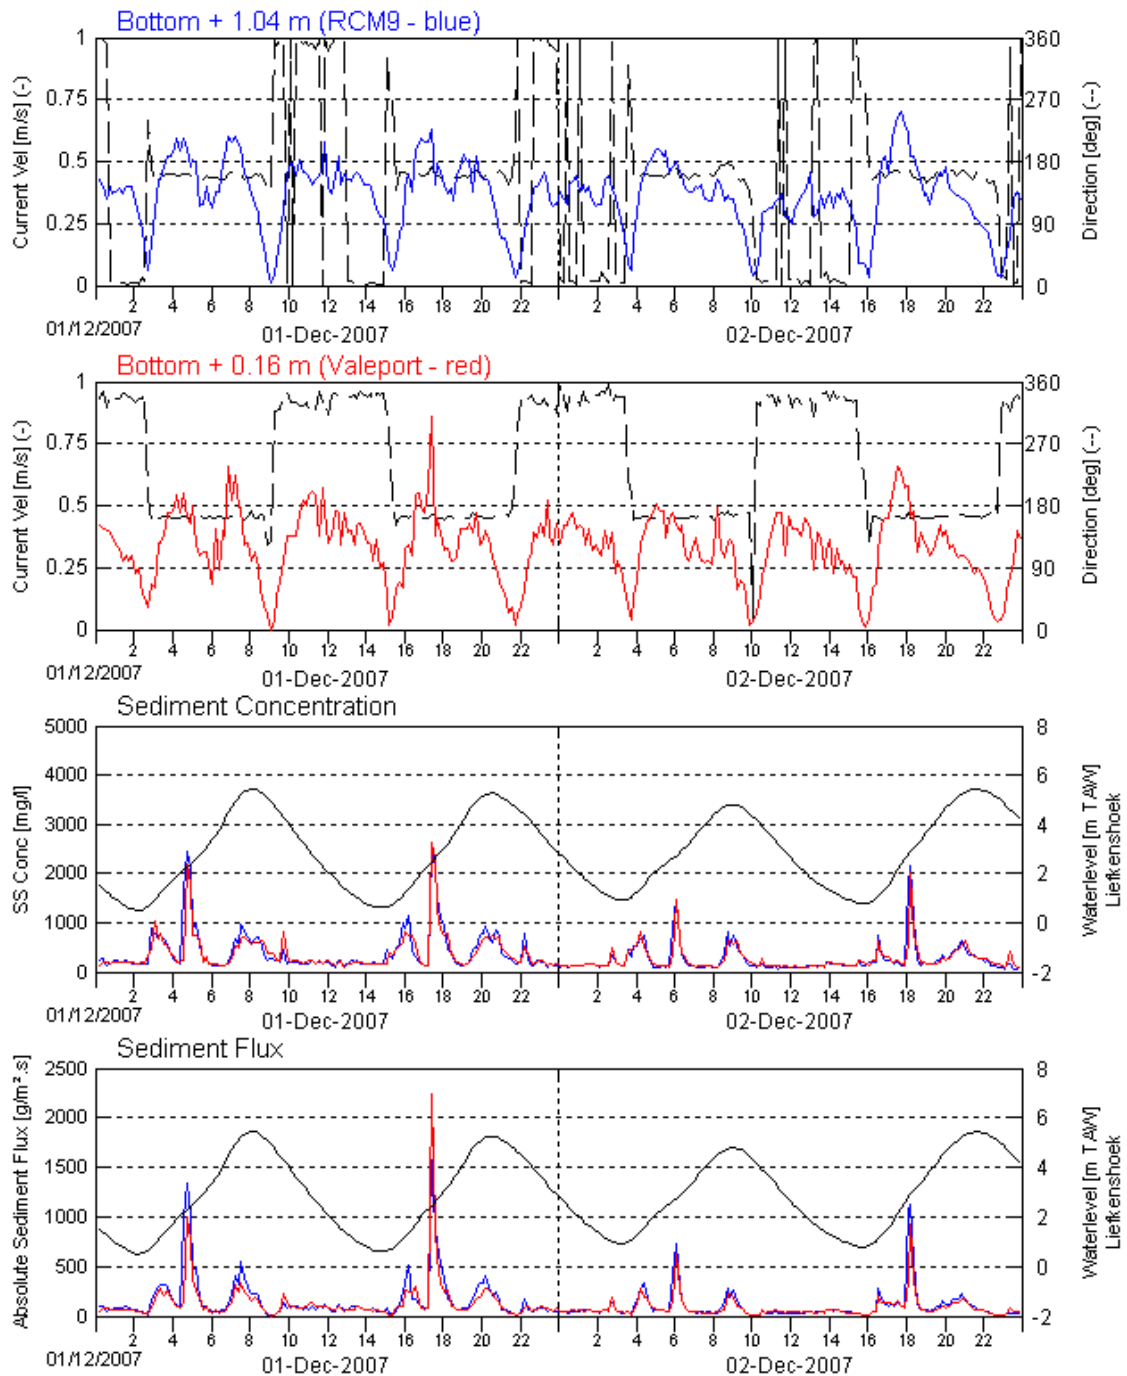 Bottom + 1.04 m (RCM9 - blue)
Current Vel [m/s] (-)
1
0.75
0.5
0.25
0
360
270
180
90
0
Direction [deg] (--)
2 4 6 8 10 12 14 16 18 20 22 2 4 6 8 10 12 14 16 18 20 22
01/12/2007
01-Dec-2007
02-Dec-2007
Bottom + 0.16 m (Valeport - red)
Current Vel [m/s] (-)
1
0.75
0.5
0.25
0
360
270
180
90
0
Direction [deg] (--)
2 4 6 8 10 12 14 16 18 20 22 2 4 6 8 10 12 14 16 18 20 22
01/12/2007
01-Dec-2007
02-Dec-2007
Sediment Concentration
SS Conc [mg/l]
5000
4000
3000
2000
1000
0
8
6
4
2
0
-2
Waterlevel [m TAW]
Liefkenshoek
2 4 6 8 10 12 14 16 18 20 22 2 4 6 8 10 12 14 16 18 20 22
01/12/2007
01-Dec-2007
02-Dec-2007
Sediment Flux
Absolute Sediment Flux [g/m².s]
2500
2000
1500
1000
500
0
8
6
4
2
0
-2
Waterlevel [m TAW]
Liefkenshoek
2 4 6 8 10 12 14 16 18 20 22 2 4 6 8 10 12 14 16 18 20 22
01/12/2007
01-Dec-2007
02-Dec-2007